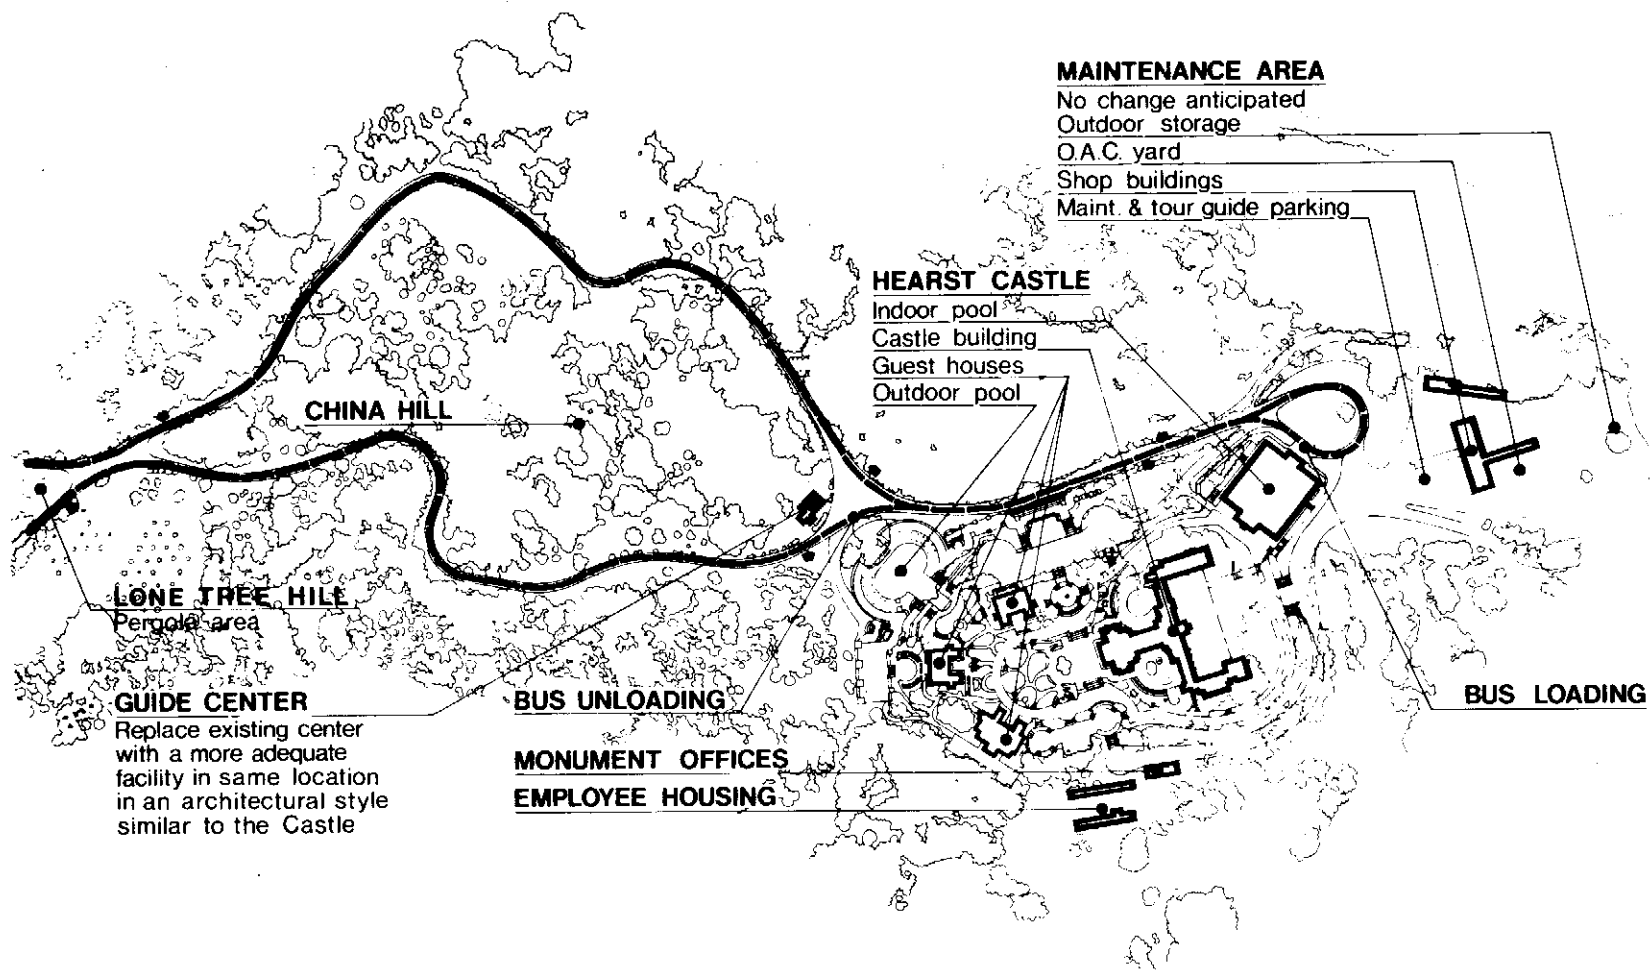 MAINTENANCE AREA
No change anticipated
Outdoor storage
O.A.C. yard
Shop buildings
Maint. & tour guide parking
HEARST CASTLE
Indoor pool
Castle building
Guest houses
Outdoor pool
CHINA HILL
LONE TREE HILL
Pergola area
GUIDE CENTER
Replace existing center
with a more adequate
facility in same location
in an architectural style
similar to the Castle
BUS UNLOADING
BUS LOADING
MONUMENT OFFICES
EMPLOYEE HOUSING